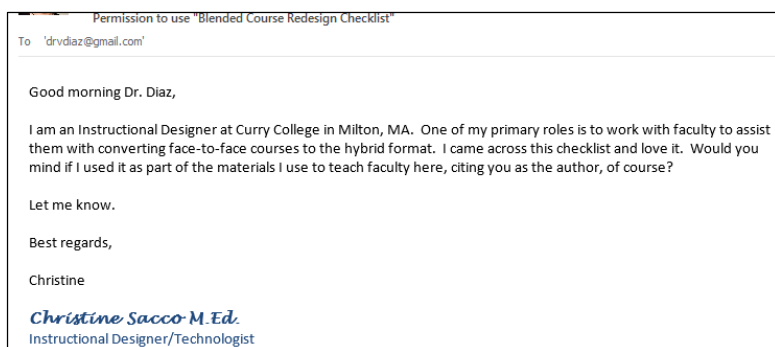 Permission to use "Blended Course Redesign Checklist"
To 'drvdiaz@gmail.com'
Good morning Dr. Diaz,
I am an Instructional Designer at Curry College in Milton, MA. One of my primary roles is to work with faculty to assist
them with converting face-to-face courses to the hybrid format. I came across this checklist and love it. Would you
mind if I used it as part of the materials I use to teach faculty here, citing you as the author, of course?
Let me know.
Best regards,
Christine
Christine Sacco M.Ed.
Instructional Designer/Technologist